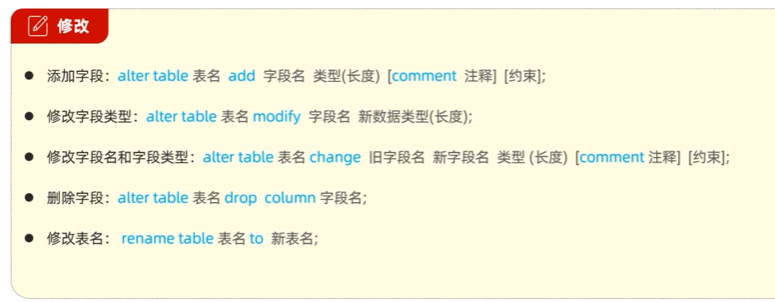 修改
添加字段：alter table 表名 add 字段名 类型(长度) [comment 注释] [约束];
修改字段类型：alter table 表名 modify 字段名 新数据类型(长度);
修改字段名和字段类型：alter table 表名 change 旧字段名 新字段名 类型 (长度) [comment 注释] [约束];
删除字段：alter table 表名 drop column 字段名;
修改表名： rename table 表名 to 新表名;